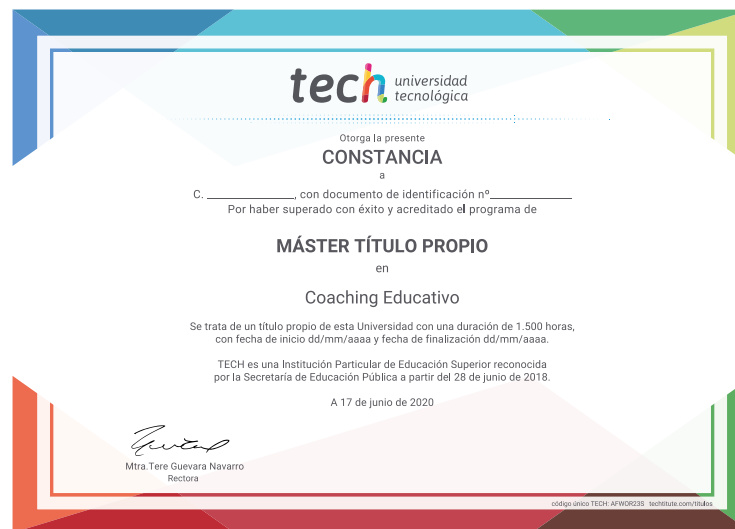 tech universidad
tecnológica
Otorga la presente
CONSTANCIA
a
C. ________________, con documento de identificación nº______________
Por haber superado con éxito y acreditado el programa de
MÁSTER TÍTULO PROPIO
en
Coaching Educativo
Se trata de un título propio de esta Universidad con una duración de 1.500 horas,
con fecha de inicio dd/mm/aaaa y fecha de finalización dd/mm/aaaa.
TECH es una Institución Particular de Educación Superior reconocida
por la Secretaría de Educación Pública a partir del 28 de junio de 2018.
A 17 de junio de 2020
Mtra.Tere Guevara Navarro
Rectora
código único TECH: AFWOR23S techtitute.com/titulos